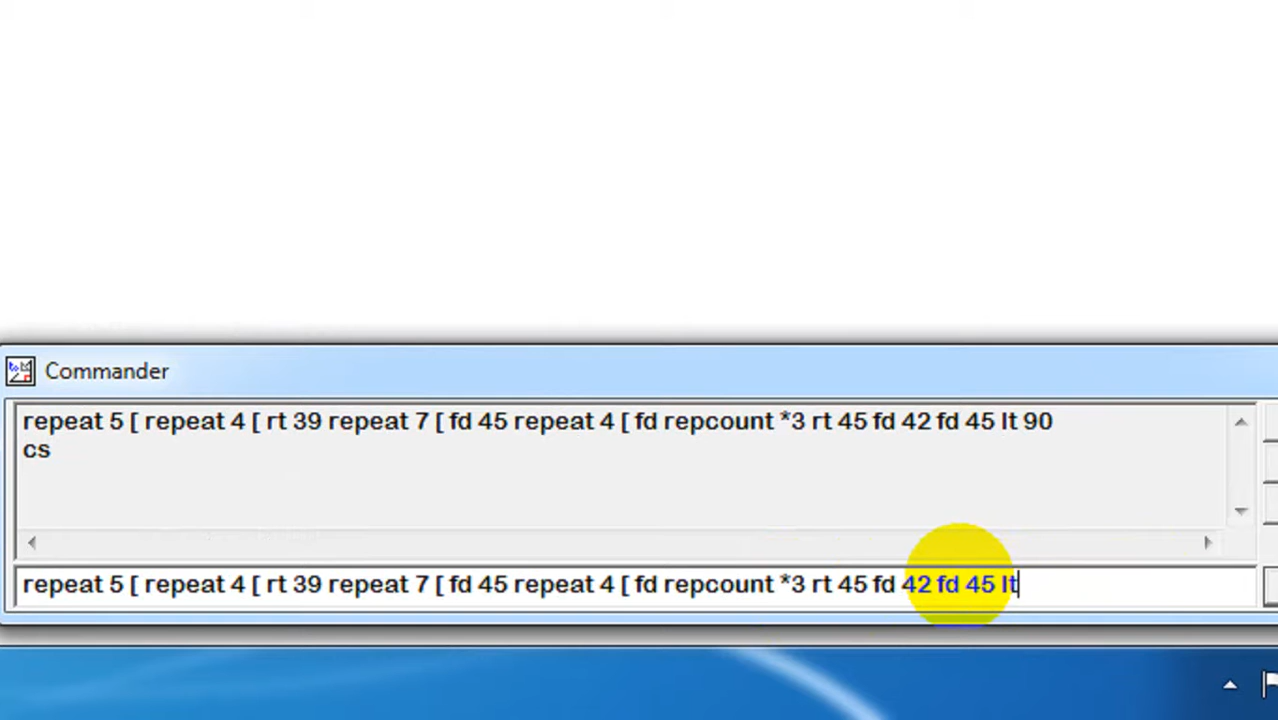 Commander
repeat 5 [ repeat 4 [ rt 39 repeat 7 [ fd 45 repeat 4 [ fd repcount *3 rt 45 fd 42 fd 45 lt 90
cs
repeat 5 [ repeat 4 [ rt 39 repeat 7 [ fd 45 repeat 4 [ fd repcount *3 rt 45 fd 42 fd 45 lt